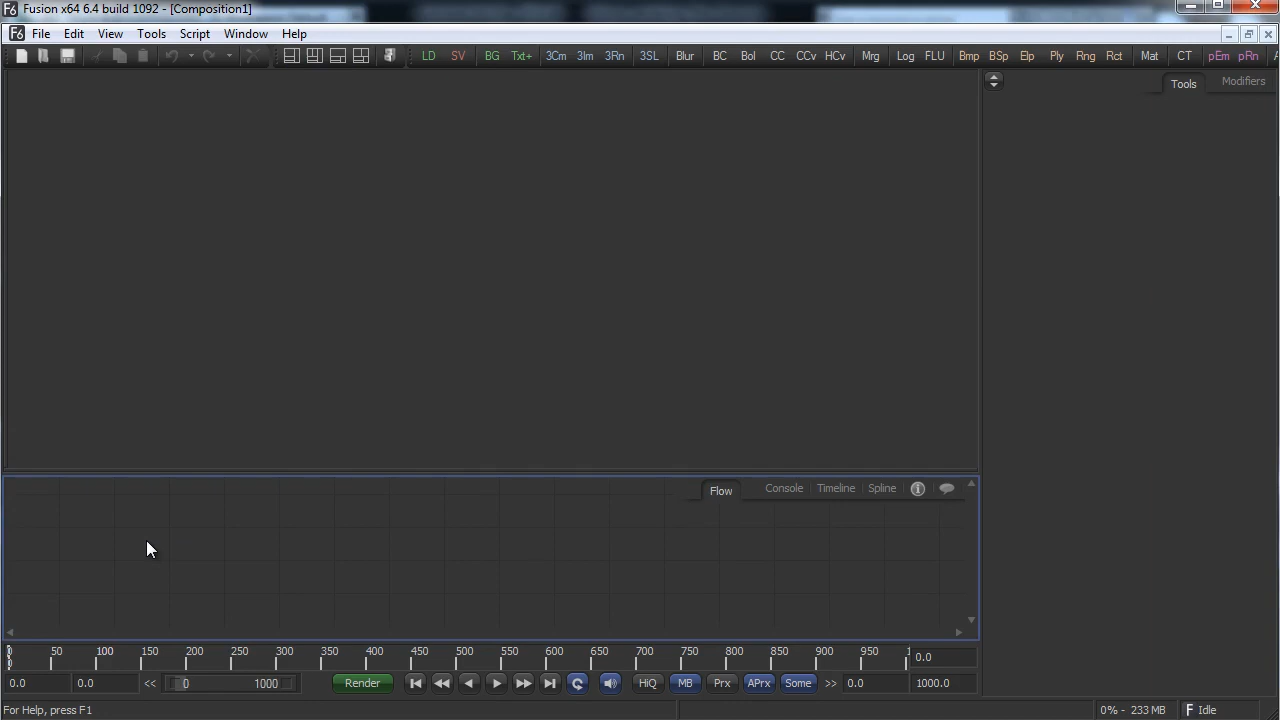 Fusion x64 6.4 build 1092 - [Composition1]
File Edit View Tools Script Window Help
LD SV BG Txt+ 3Cm 3Im 3Rn 3SL Blur BC Bol CC CCv HCv Mrg Log FLU Bmp BSp Elp Ply Rng Rct Mat CT pEm pRn
Tools Modifiers
Flow Console Timeline Spline
0 50 100 150 200 250 300 350 400 450 500 550 600 650 700 750 800 850 900 950 0.0
0.0 0.0 << 0 1000 Render HiQ MB Prx APrx Some >> 0.0 1000.0
For Help, press F1 0% - 233 MB Idle